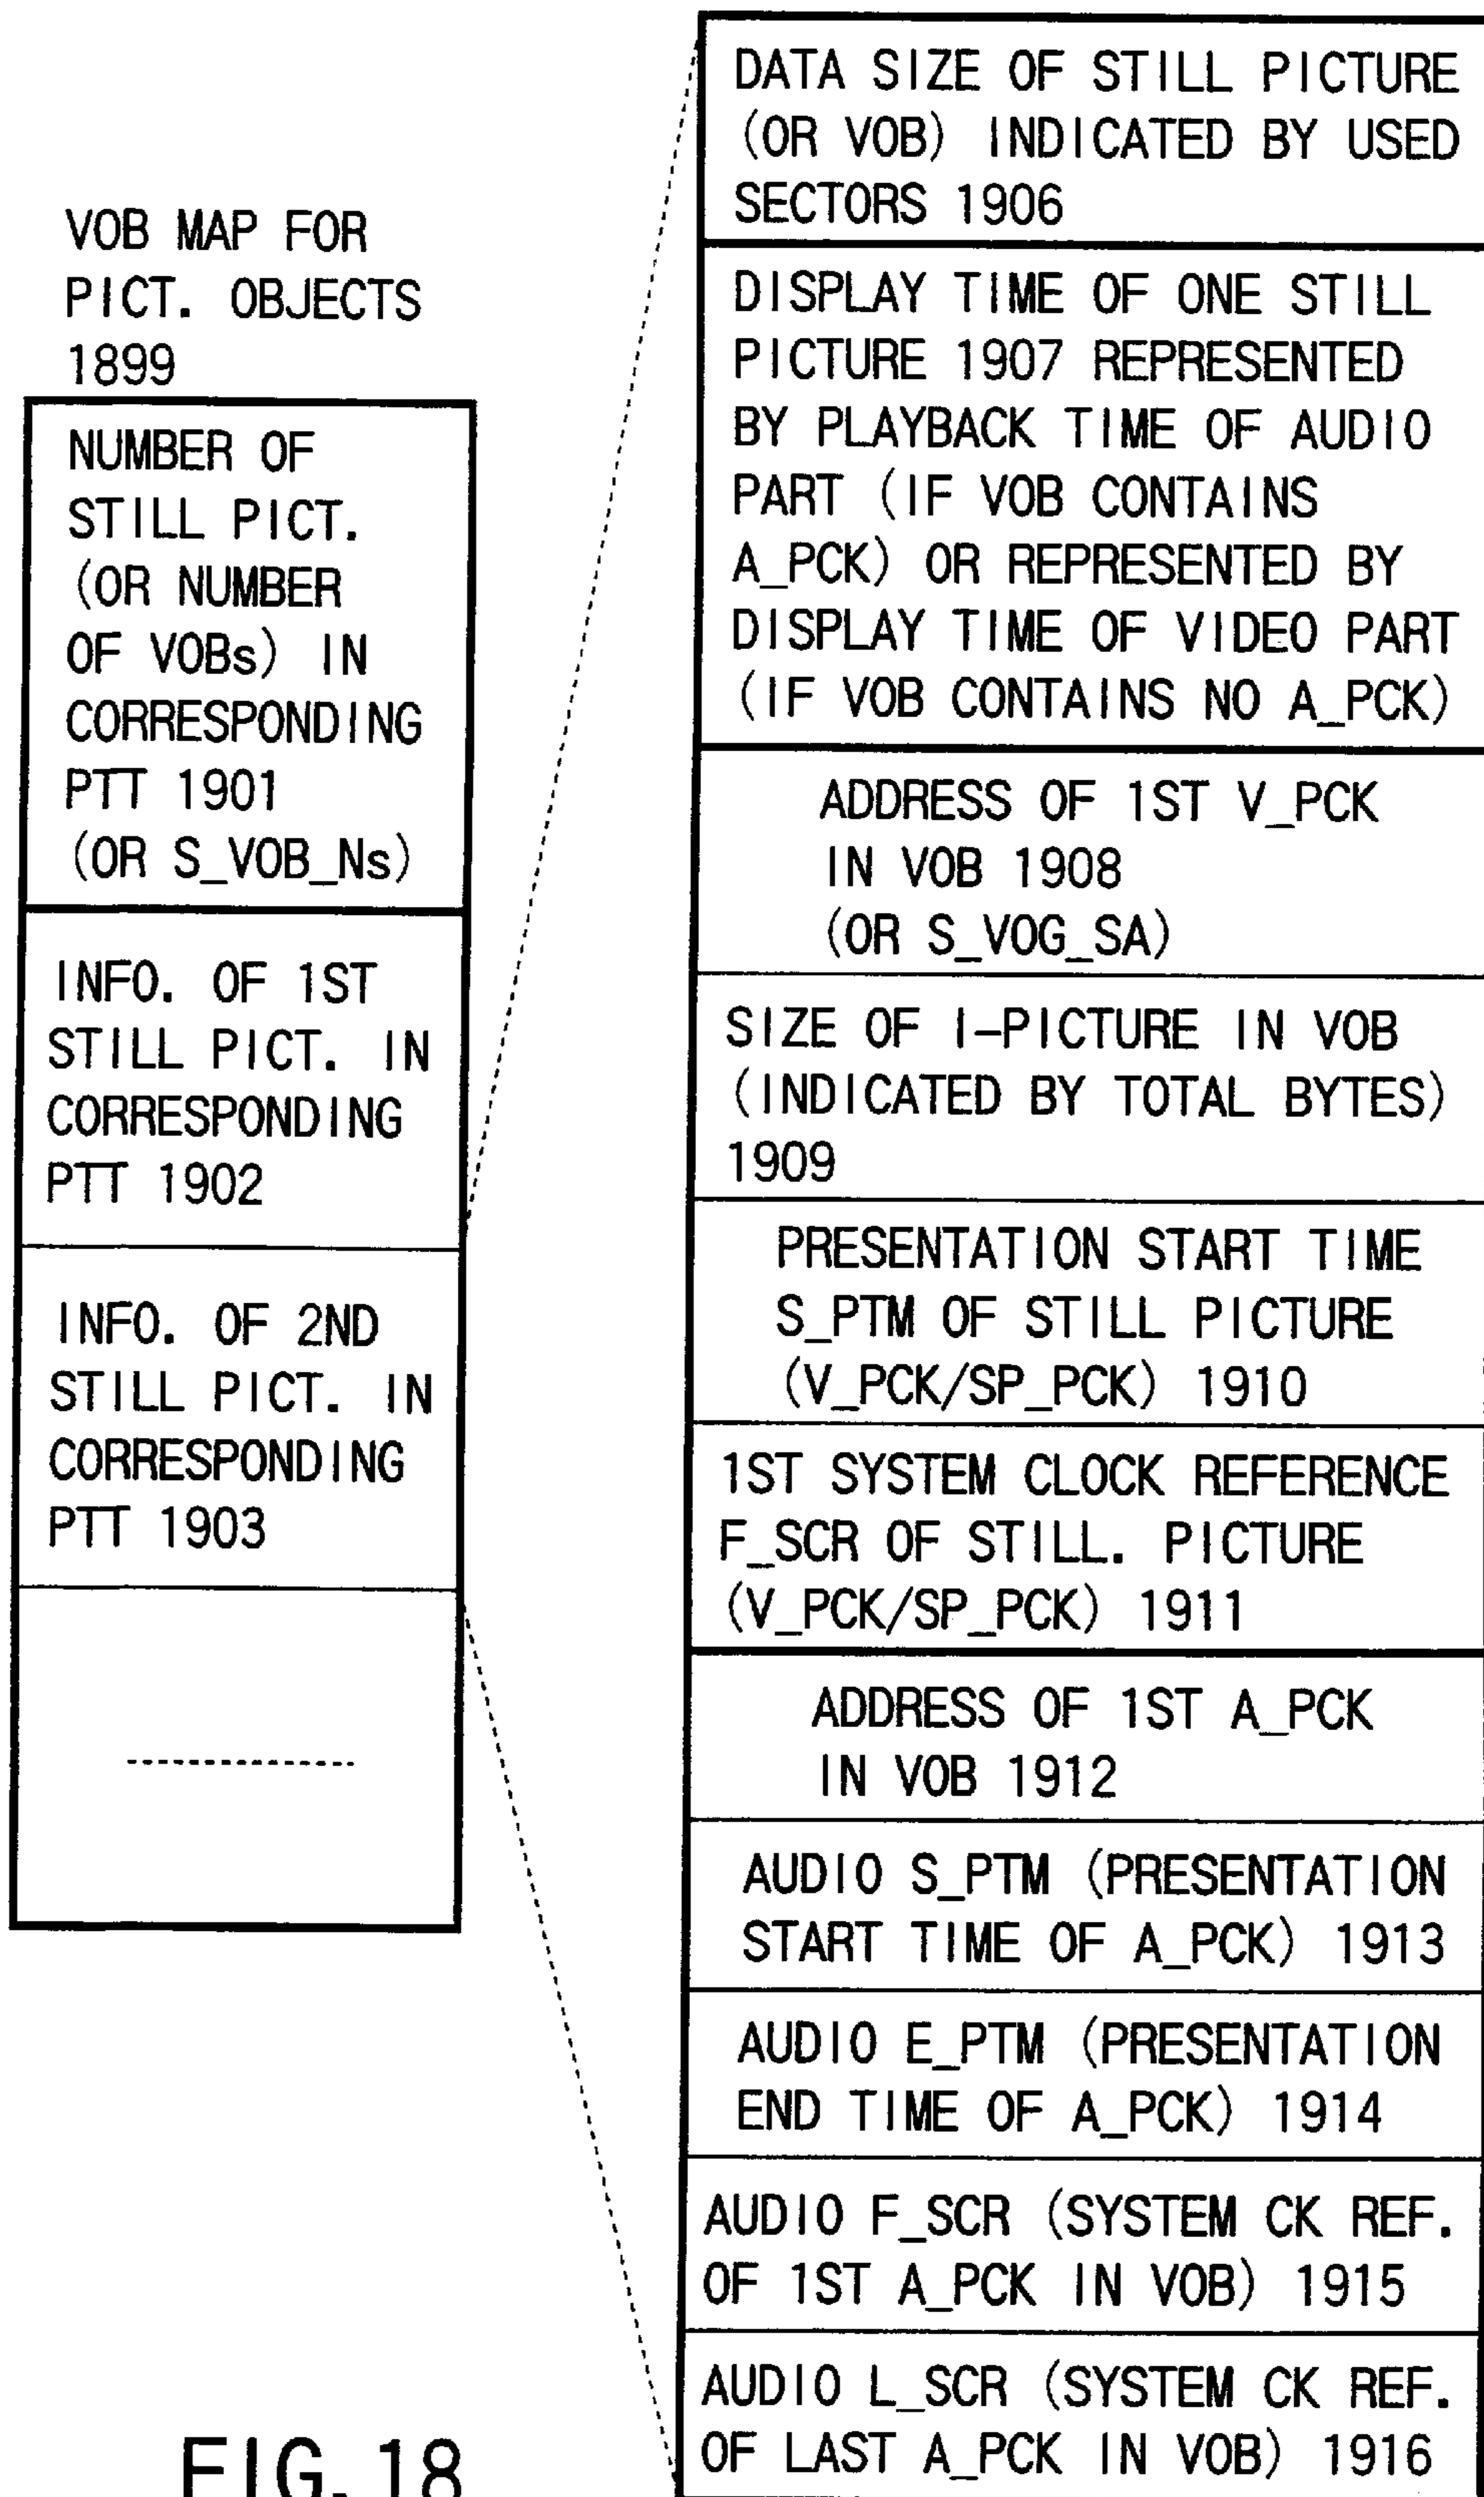 VOB MAP FOR
PICT. OBJECTS
1899
NUMBER OF
STILL PICT.
(OR NUMBER
OF VOBs) IN
CORRESPONDING
PTT 1901
(OR S_VOB_Ns)
INFO. OF 1ST
STILL PICT. IN
CORRESPONDING
PTT 1902
INFO. OF 2ND
STILL PICT. IN
CORRESPONDING
PTT 1903
DATA SIZE OF STILL PICTURE
(OR VOB) INDICATED BY USED
SECTORS 1906
DISPLAY TIME OF ONE STILL
PICTURE 1907 REPRESENTED
BY PLAYBACK TIME OF AUDIO
PART (IF VOB CONTAINS
A_PCK) OR REPRESENTED BY
DISPLAY TIME OF VIDEO PART
(IF VOB CONTAINS NO A_PCK)
ADDRESS OF 1ST V_PCK
IN VOB 1908
(OR S_VOG_SA)
SIZE OF I-PICTURE IN VOB
(INDICATED BY TOTAL BYTES)
1909
PRESENTATION START TIME
S_PTM OF STILL PICTURE
(V_PCK/SP_PCK) 1910
1ST SYSTEM CLOCK REFERENCE
F_SCR OF STILL. PICTURE
(V_PCK/SP_PCK) 1911
ADDRESS OF 1ST A_PCK
IN VOB 1912
AUDIO S_PTM (PRESENTATION
START TIME OF A_PCK) 1913
AUDIO E_PTM (PRESENTATION
END TIME OF A_PCK) 1914
AUDIO F_SCR (SYSTEM CK REF.
OF 1ST A_PCK IN VOB) 1915
AUDIO L_SCR (SYSTEM CK REF.
OF LAST A_PCK IN VOB) 1916
FIG. 18